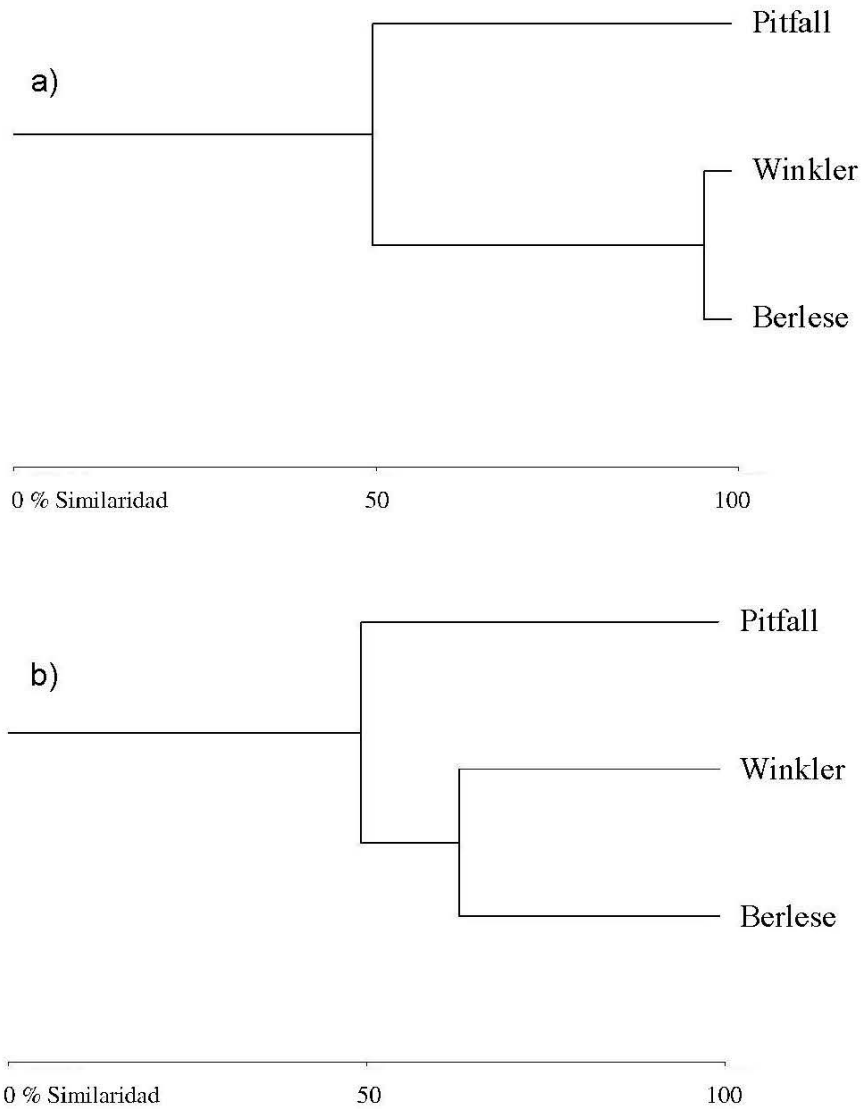 Pitfall
a)
Winkler
Berlese
0 % Similaridad 50 100
Pitfall
b)
Winkler
Berlese
0 % Similaridad 50 100